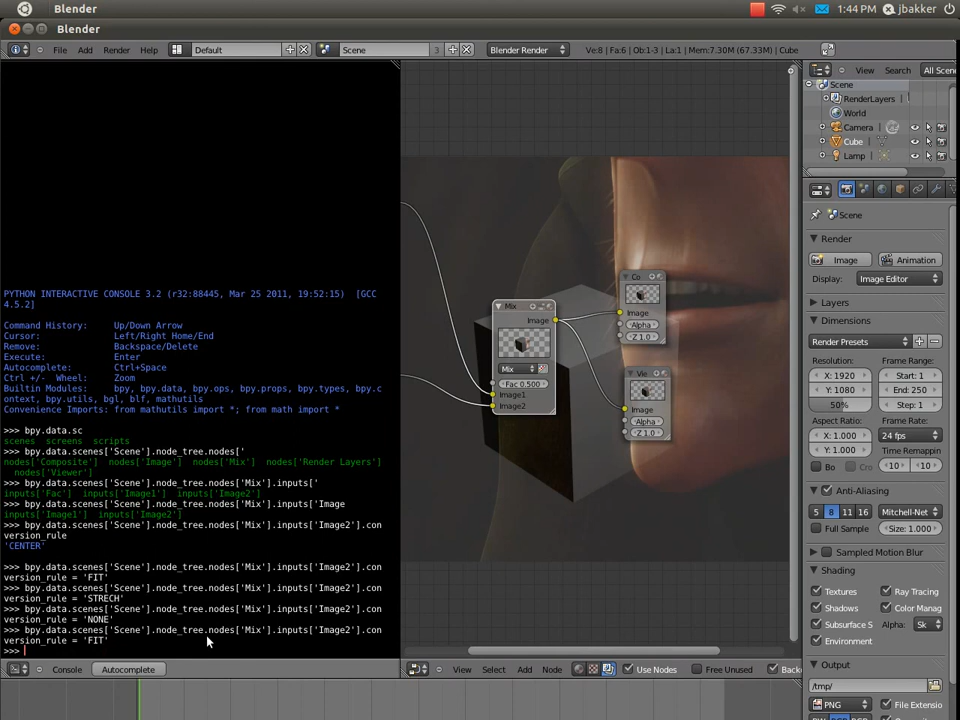 Blender
1:44 PM
jbakker
Blender
File Add Render Help
Default
Scene
3
Blender Render
Ve:8 | Fa:6 | Ob:1-3 | La:1 | Mem:7.30M (67.33M) | Cube
View Search All Scen
Scene
RenderLayers
World
Camera
Cube
Lamp
Scene
Render
Image
Animation
Display:
Image Editor
Layers
Dimensions
Render Presets
Resolution:
Frame Range:
X: 1920
Start: 1
Y: 1080
End: 250
50%
Step: 1
Aspect Ratio:
Frame Rate:
X: 1.000
24 fps
Y: 1.000
Time Remappin
Bo
Cro
10
10
Anti-Aliasing
5 8 11 16
Mitchell-Net
Full Sample
Size: 1.000
Sampled Motion Blur
Shading
Textures
Ray Tracing
Shadows
Color Manag
Subsurface S
Alpha:
Sk
Environment
Output
/tmp/
PNG
File Extensio
PYTHON INTERACTIVE CONSOLE 3.2 (r32:88445, Mar 25 2011, 19:52:15)  [GCC
4.5.2]
Command History:     Up/Down Arrow
Cursor:              Left/Right Home/End
Remove:              Backspace/Delete
Execute:             Enter
Autocomplete:        Ctrl+Space
Ctrl +/-  Wheel:     Zoom
Builtin Modules:     bpy, bpy.data, bpy.ops, bpy.props, bpy.types, bpy.c
ontext, bpy.utils, bgl, blf, mathutils
Convenience Imports: from mathutils import *; from math import *
>>> bpy.data.sc
scenes  screens  scripts
>>> bpy.data.scenes['Scene'].node_tree.nodes['
nodes['Composite']  nodes['Image']  nodes['Mix']  nodes['Render Layers']
nodes['Viewer']
>>> bpy.data.scenes['Scene'].node_tree.nodes['Mix'].inputs['
inputs['Fac']  inputs['Image1']  inputs['Image2']
>>> bpy.data.scenes['Scene'].node_tree.nodes['Mix'].inputs['Image
inputs['Image1']  inputs['Image2']
>>> bpy.data.scenes['Scene'].node_tree.nodes['Mix'].inputs['Image2'].con
version_rule
'CENTER'
>>> bpy.data.scenes['Scene'].node_tree.nodes['Mix'].inputs['Image2'].con
version_rule = 'FIT'
>>> bpy.data.scenes['Scene'].node_tree.nodes['Mix'].inputs['Image2'].con
version_rule = 'STRECH'
>>> bpy.data.scenes['Scene'].node_tree.nodes['Mix'].inputs['Image2'].con
version_rule = 'NONE'
>>> bpy.data.scenes['Scene'].node_tree.nodes['Mix'].inputs['Image2'].con
version_rule = 'FIT'
>>>
Mix
Image
Mix
Fac 0.500
Image1
Image2
Co
Image
Alpha
Z 1.0
Vie
Image
Alpha
Z 1.0
Console
Autocomplete
View Select Add Node
Use Nodes
Free Unused
Back